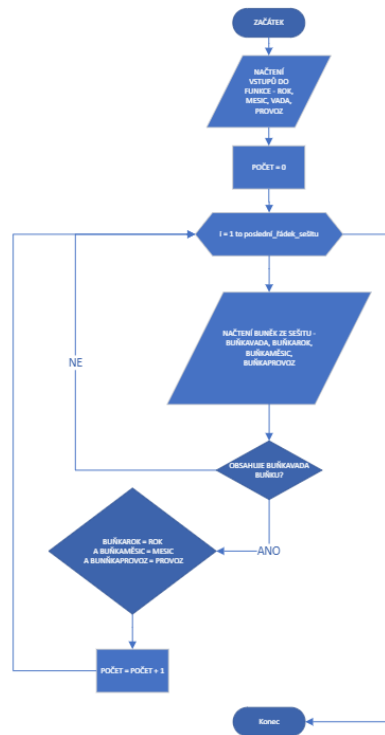 ZAČÁTEK
NAČTENÍ
VSTUPŮ DO
FUNKCE - ROK,
MESIC, VADA,
PROVOZ
POČET = 0
I = 1 to poslední_řádek_sešitu
NAČTENÍ BUNĚK ZE SEŠITU -
BUŇKAVADA, BUŇKAROK,
BUŇKAMĚSIC,
BUŇKAPROVOZ
NE
OBSAHUJE BUŇKAVADA
BUŇKU?
ANO
BUŇKAROK = ROK
A BUŇKAMĚSIC = MESIC
A BUNŇKAPROVOZ = PROVOZ
POČET = POČET + 1
Konec